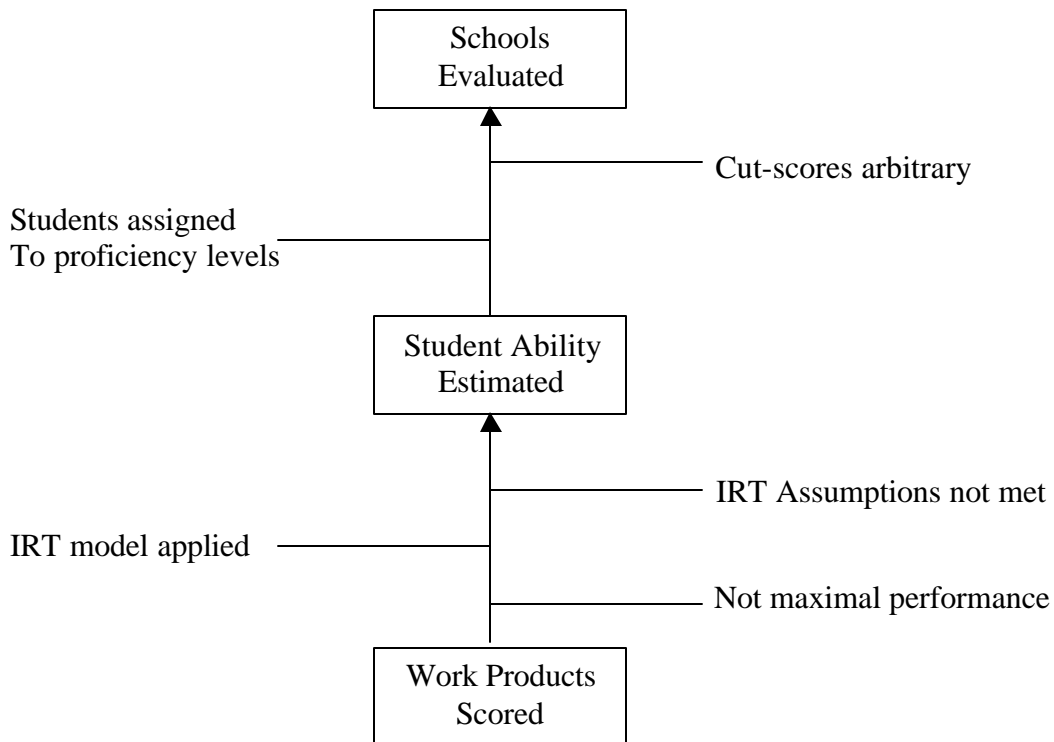 Schools
Evaluated
Cut-scores arbitrary
Students assigned
To proficiency levels
Student Ability
Estimated
IRT Assumptions not met
IRT model applied
Not maximal performance
Work Products
Scored